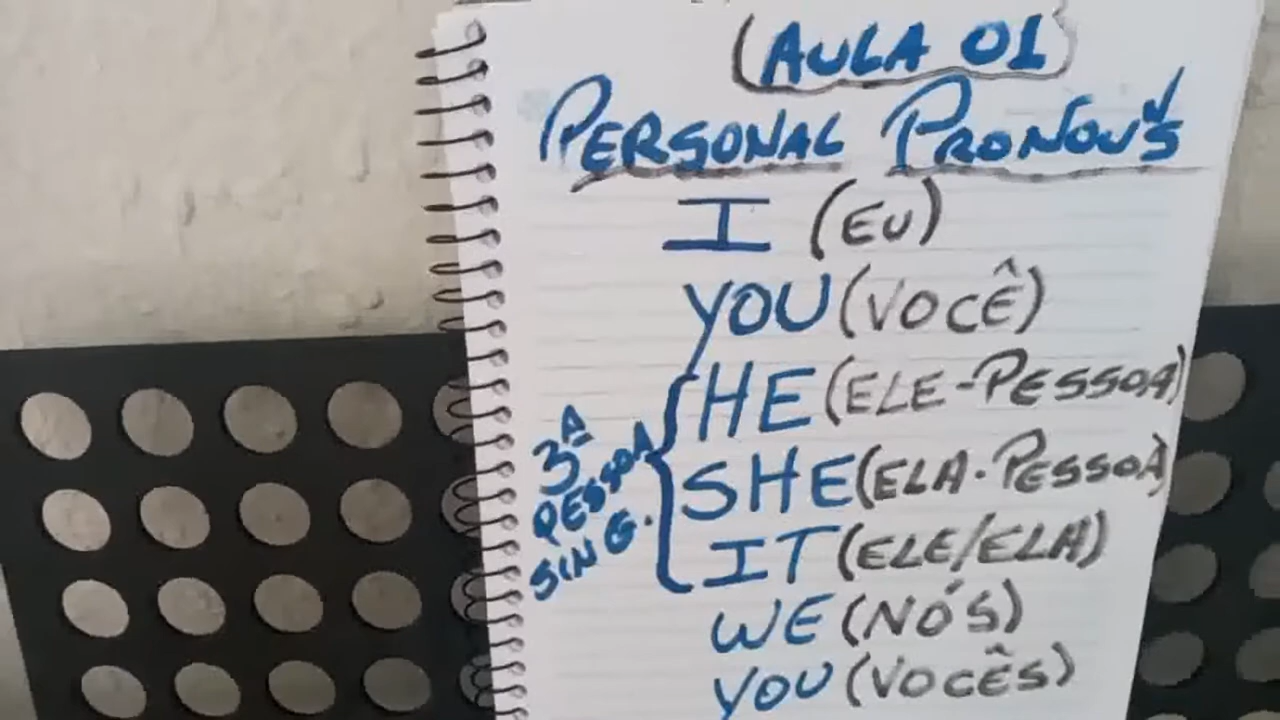 (AULA 01)
PERSONAL PRONOUNS
I (EU)
YOU (VOCÊ)
HE (ELE-PESSOA)
SHE (ELA-PESSOA)
IT (ELE/ELA)
3ª
PESSOA
SING.
WE (NÓS)
YOU (VOCÊS)